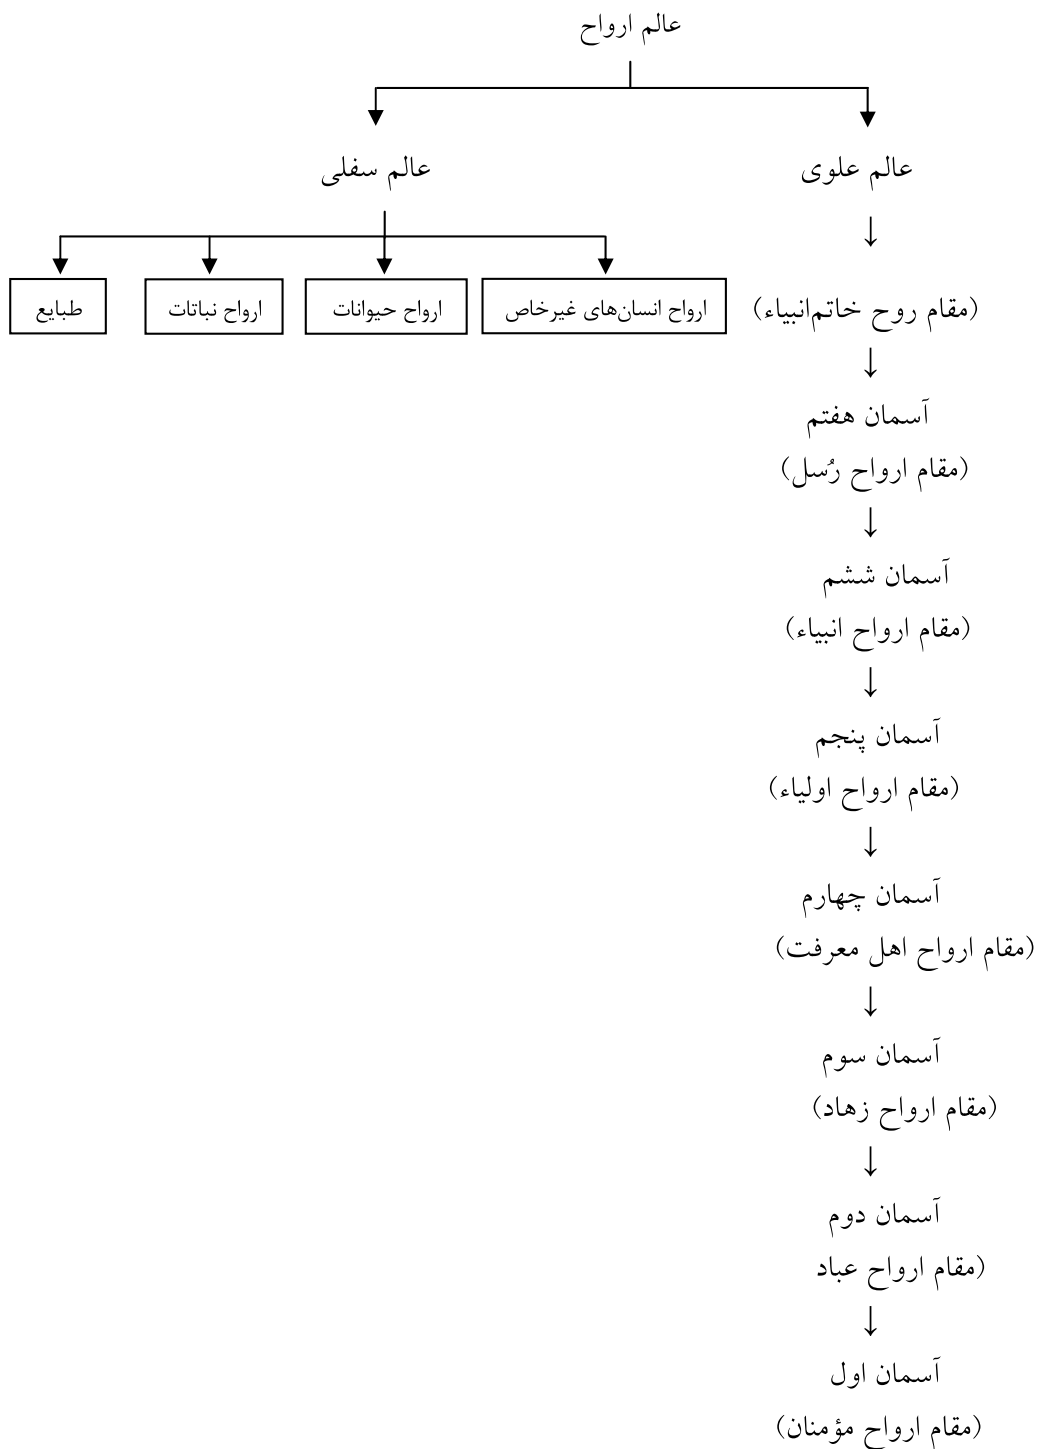 عالم ارواح
عالم علوی
عالم سفلی
ارواح انسان‌های غیرخاص
ارواح حیوانات
ارواح نباتات
طبایع
↓
(مقام روح خاتم‌انبیاء)
↓
آسمان هفتم
(مقام ارواح رُسل)
↓
آسمان ششم
(مقام ارواح انبیاء)
↓
آسمان پنجم
(مقام ارواح اولیاء)
↓
آسمان چهارم
(مقام ارواح اهل معرفت)
↓
آسمان سوم
(مقام ارواح زهاد)
↓
آسمان دوم
(مقام ارواح عباد
↓
آسمان اول
(مقام ارواح مؤمنان)